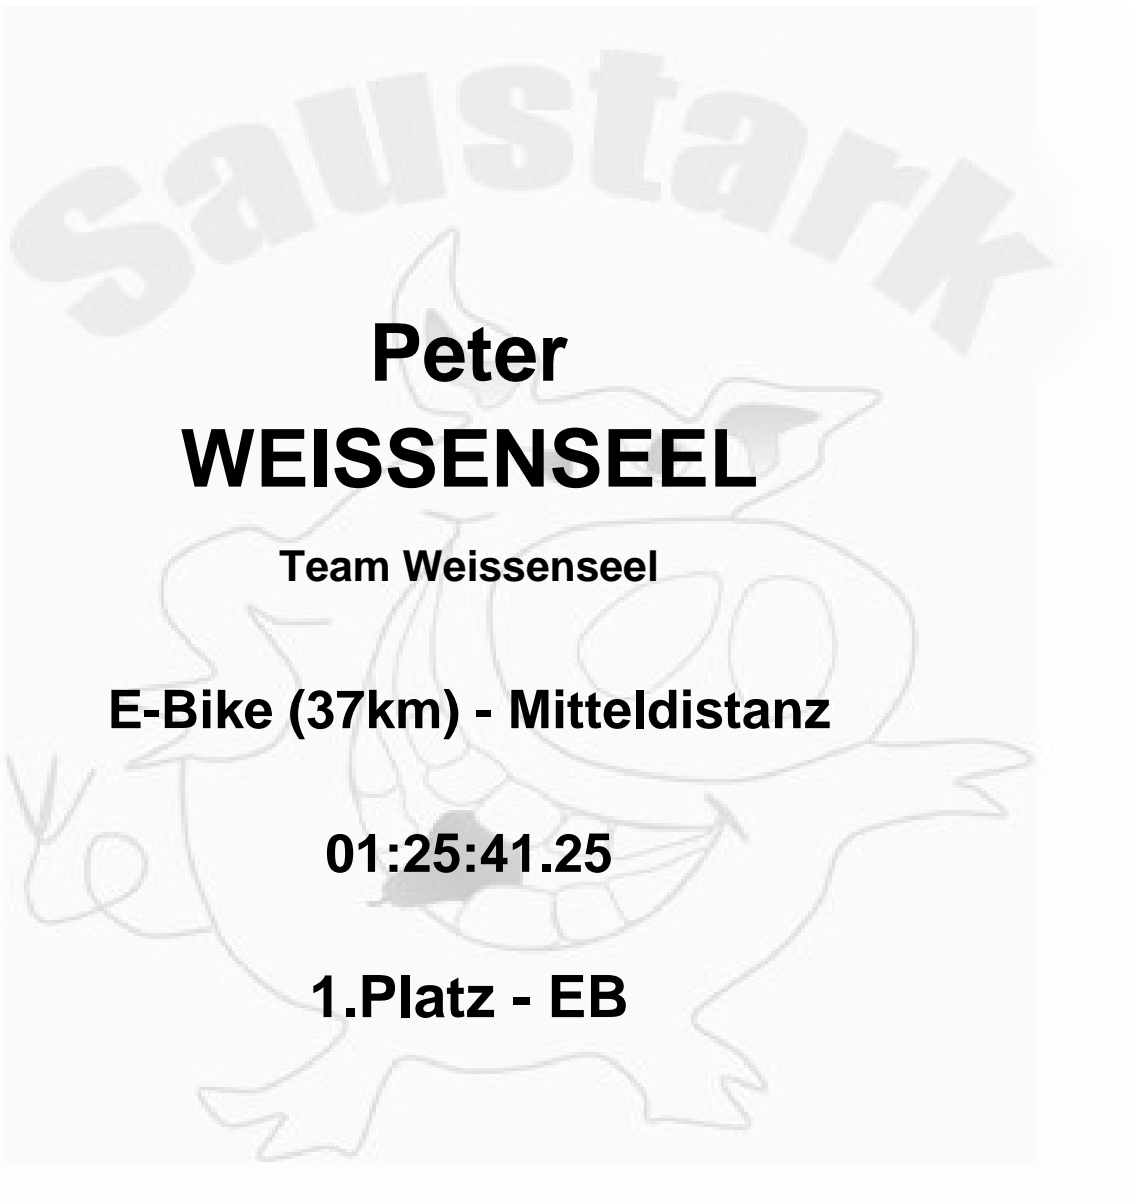 Saustark
Peter
WEISSENSEEL
Team Weissenseel
E-Bike (37km) - Mitteldistanz
01:25:41.25
1.Platz - EB